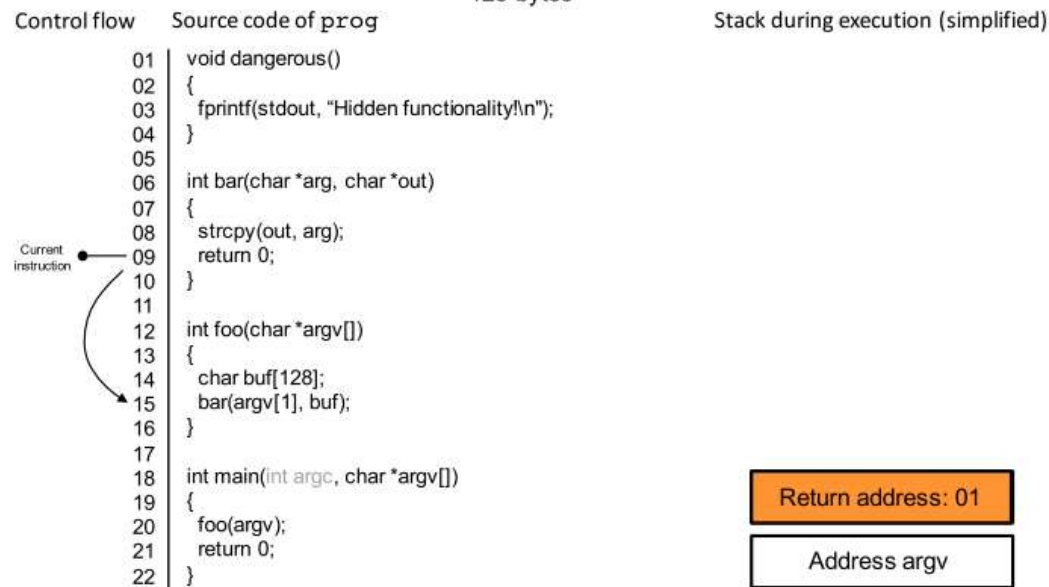 Control flow
Source code of prog
Stack during execution (simplified)
01 void dangerous()
02 {
03 fprintf(stdout, “Hidden functionality!\n");
04 }
05
06 int bar(char *arg, char *out)
07 {
08 strcpy(out, arg);
Current
instruction
09 return 0;
10 }
11
12 int foo(char *argv[])
13 {
14 char buf[128];
15 bar(argv[1], buf);
16 }
17
18 int main(int argc, char *argv[])
19 {
20 foo(argv);
21 return 0;
22 }
Return address: 01
Address argv